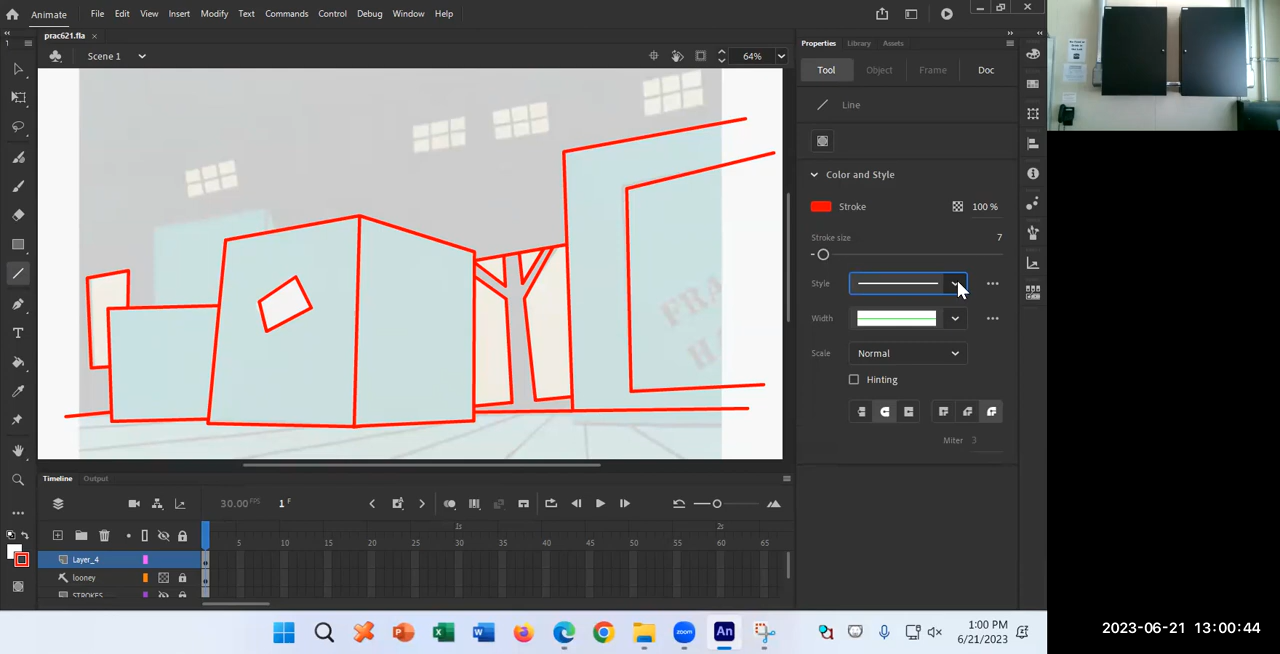 Animate File Edit View Insert Modify Text Commands Control Debug Window Help
prac621.fla
Scene 1 64%
Properties Library Assets
Tool Object Frame Doc
Line
Color and Style
Stroke 100 %
Stroke size 7
Style
Width
Scale Normal
Hinting
Miter 3
FRA
H
Timeline Output
30.00 FPS 1 F
1s 2s
5 10 15 20 25 30 35 40 45 50 55 60 65
Layer_4
looney
STROKES
1:00 PM
6/21/2023
2023-06-21 13:00:44